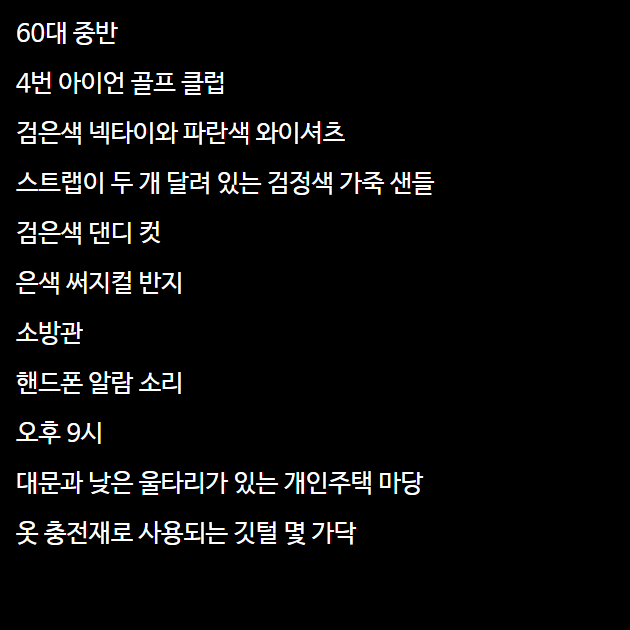 60대 중반
4번 아이언 골프 클럽
검은색 넥타이와 파란색 와이셔츠
스트랩이 두 개 달려 있는 검정색 가죽 샌들
검은색 댄디 컷
은색 써지컬 반지
소방관
핸드폰 알람 소리
오후 9시
대문과 낮은 울타리가 있는 개인주택 마당
옷 충전재로 사용되는 깃털 몇 가닥